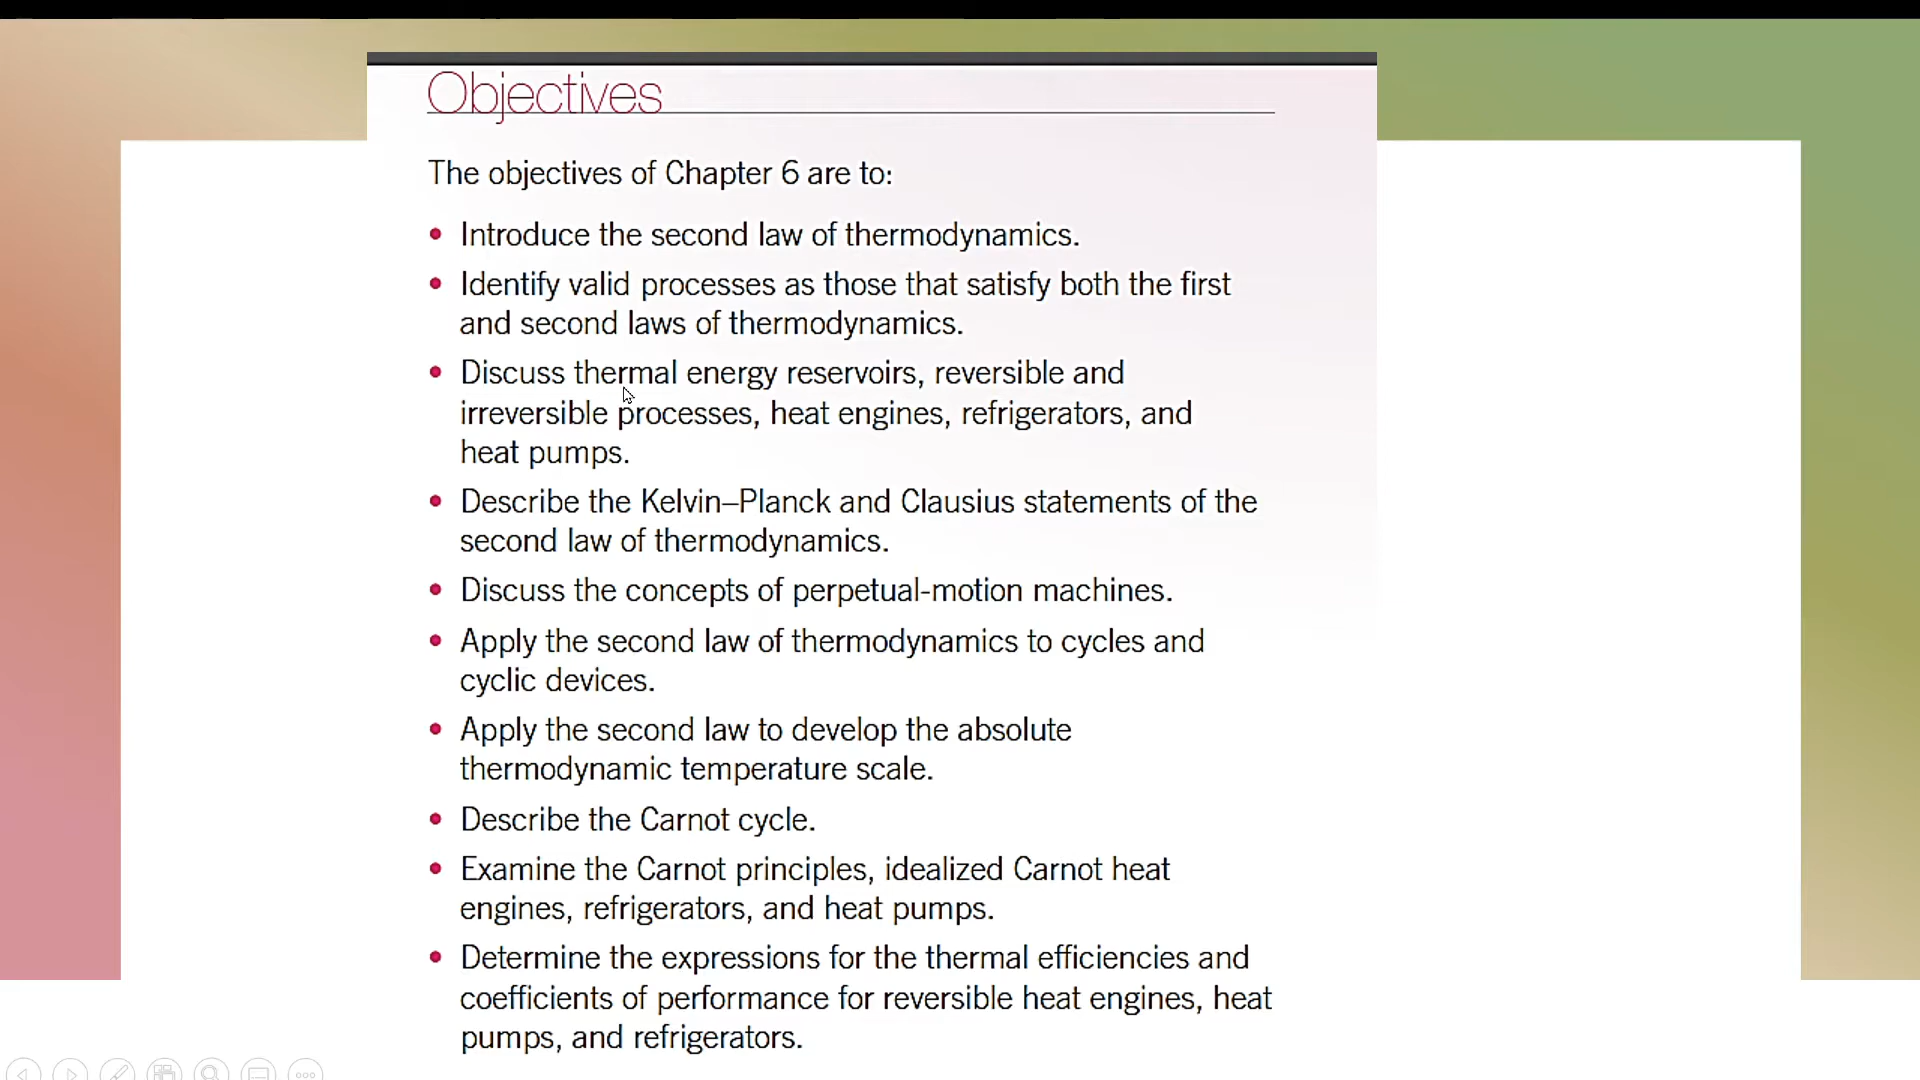 Objectives
The objectives of Chapter 6 are to:
• Introduce the second law of thermodynamics.
• Identify valid processes as those that satisfy both the first
and second laws of thermodynamics.
• Discuss thermal energy reservoirs, reversible and
irreversible processes, heat engines, refrigerators, and
heat pumps.
• Describe the Kelvin–Planck and Clausius statements of the
second law of thermodynamics.
• Discuss the concepts of perpetual-motion machines.
• Apply the second law of thermodynamics to cycles and
cyclic devices.
• Apply the second law to develop the absolute
thermodynamic temperature scale.
• Describe the Carnot cycle.
• Examine the Carnot principles, idealized Carnot heat
engines, refrigerators, and heat pumps.
• Determine the expressions for the thermal efficiencies and
coefficients of performance for reversible heat engines, heat
pumps, and refrigerators.